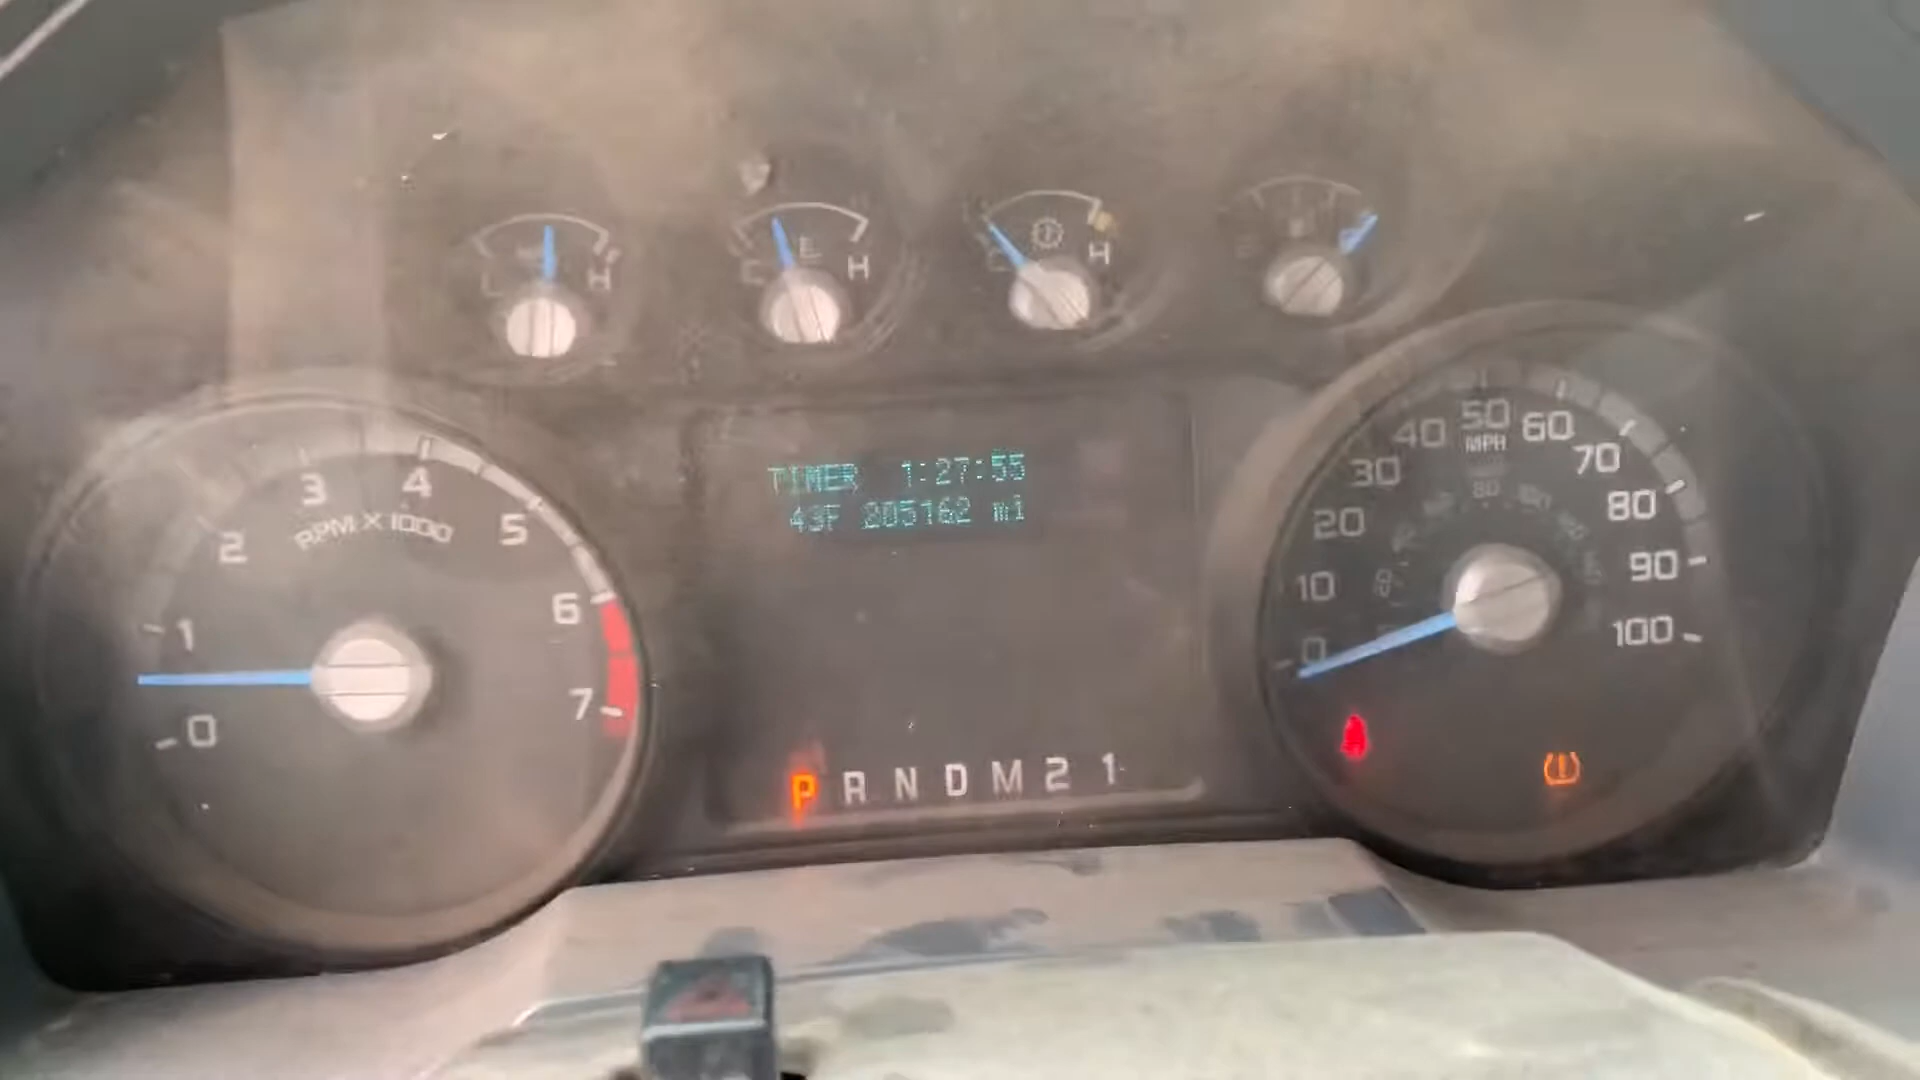 L H
C E H
H
TIMER 1:27:55
43F 205162 mi
0 1 2 3 4 5 6 7
RPM X 1000
0 10 20 30 40 50 60 70 80 90 100
MPH
80
P R N D M 2 1